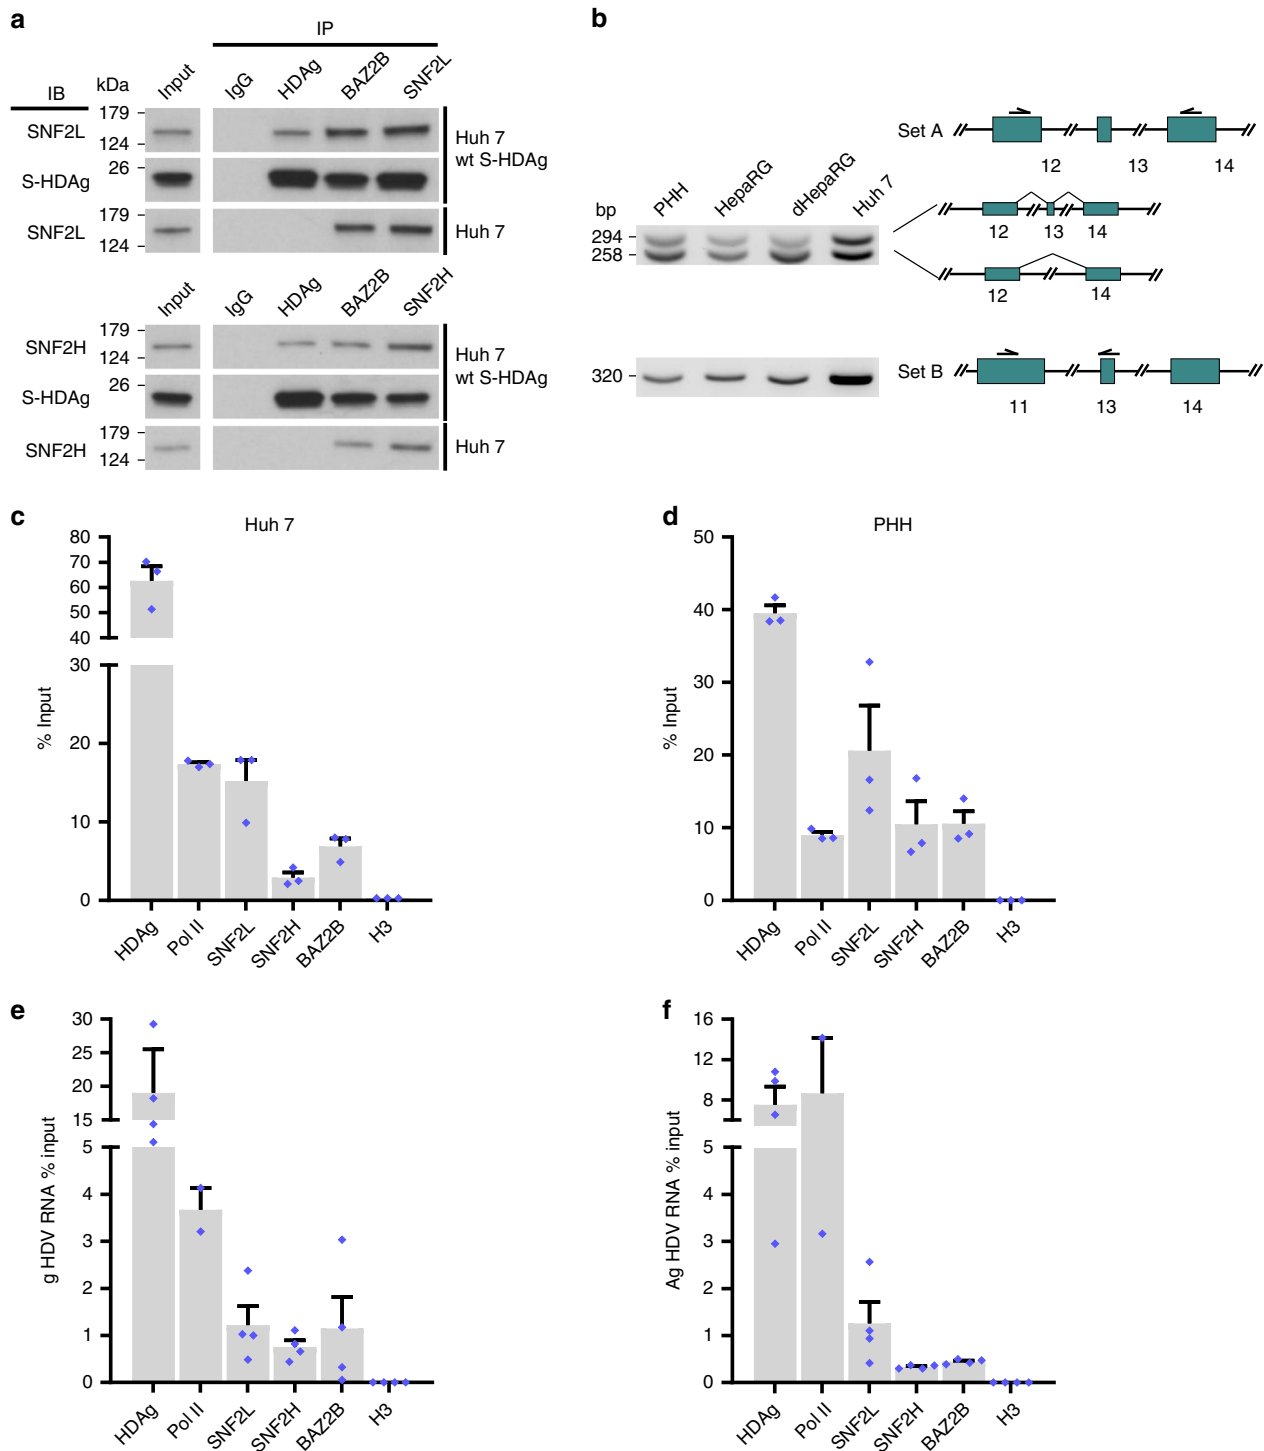 a
IP
IB
kDa
Input
IgG
HDAg
BAZ2B
SNF2L
SNF2L
179
124
S-HDAg
26
Huh 7
wt S-HDAg
SNF2L
179
124
Huh 7
Input
IgG
HDAg
BAZ2B
SNF2H
SNF2H
179
124
S-HDAg
26
Huh 7
wt S-HDAg
SNF2H
179
124
Huh 7
b
bp
PHH
HepaRG
dHepaRG
Huh 7
294
258
320
Set A
12 13 14
12 13 14
12 14
Set B
11 13 14
c
Huh 7
% Input
80
70
60
50
40
30
20
10
0
HDAg
Pol II
SNF2L
SNF2H
BAZ2B
H3
d
PHH
% Input
50
40
30
20
10
0
HDAg
Pol II
SNF2L
SNF2H
BAZ2B
H3
e
g HDV RNA % input
30
25
20
15
5
4
3
2
1
0
HDAg
Pol II
SNF2L
SNF2H
BAZ2B
H3
f
Ag HDV RNA % input
16
12
8
5
4
3
2
1
0
HDAg
Pol II
SNF2L
SNF2H
BAZ2B
H3